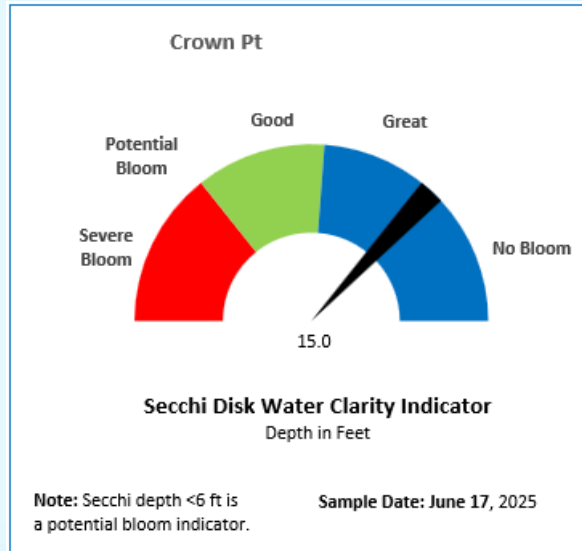 Crown Pt
Good
Great
Potential
Bloom
Severe
Bloom
No Bloom
15.0
Secchi Disk Water Clarity Indicator
Depth in Feet
Note: Secchi depth <6 ft is
a potential bloom indicator.
Sample Date: June 17, 2025